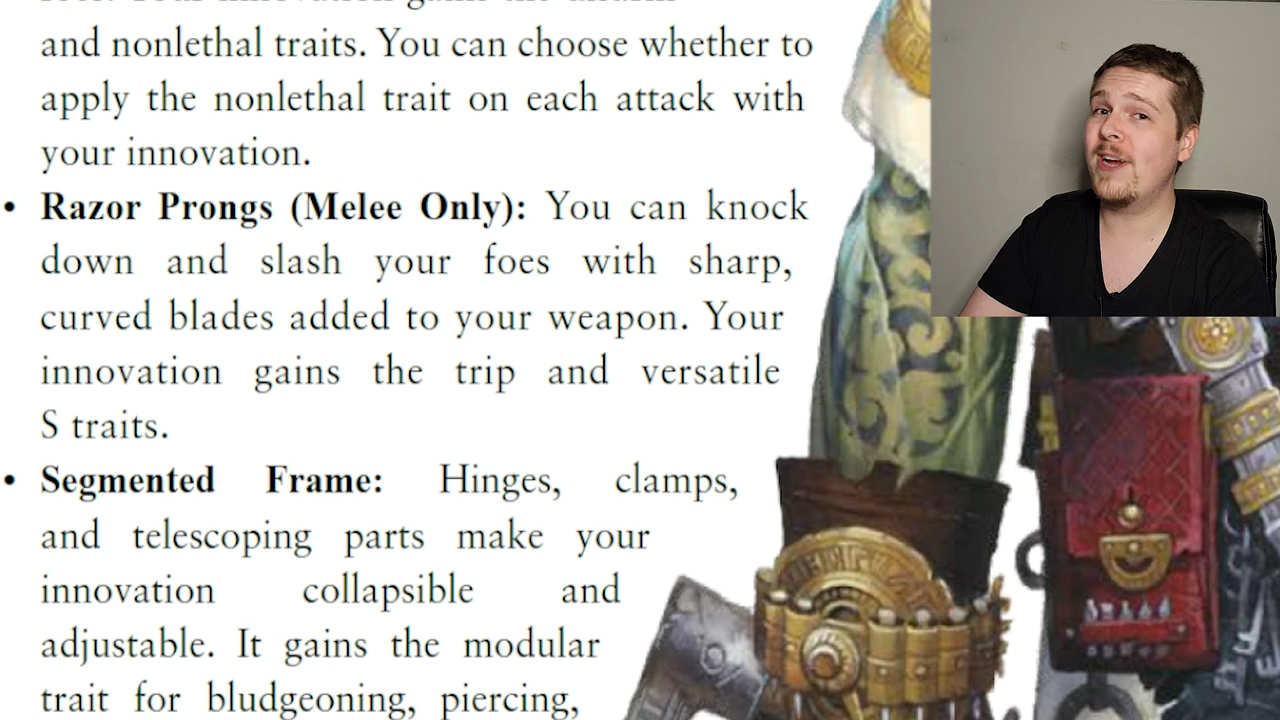 and nonlethal traits. You can choose whether to
apply the nonlethal trait on each attack with
your innovation.
• Razor Prongs (Melee Only): You can knock
down and slash your foes with sharp,
curved blades added to your weapon. Your
innovation gains the trip and versatile
S traits.
• Segmented Frame: Hinges, clamps,
and telescoping parts make your
innovation collapsible and
adjustable. It gains the modular
trait for bludgeoning, piercing,